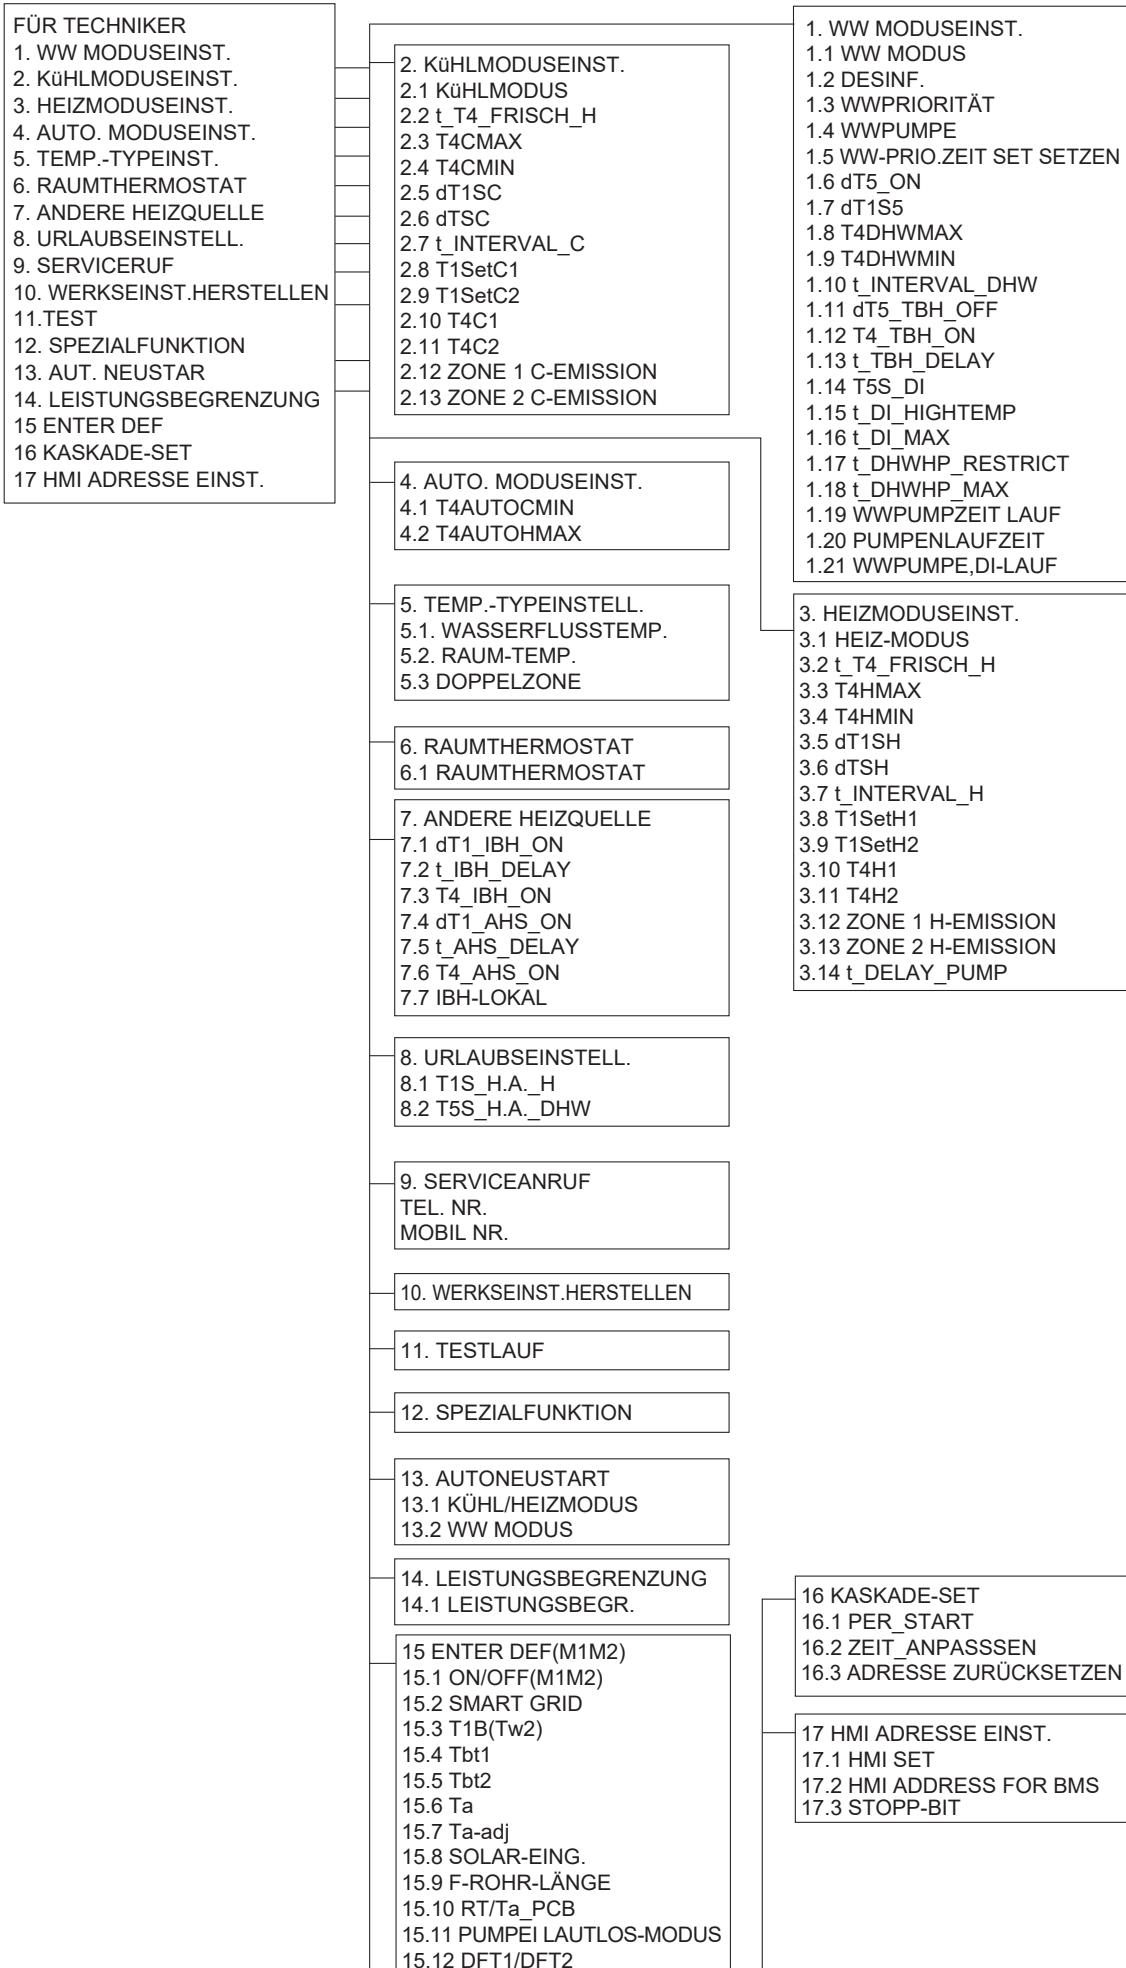 FÜR TECHNIKER
1. WW MODUSEINST.
2. KüHLMODUSEINST.
3. HEIZMODUSEINST.
4. AUTO. MODUSEINST.
5. TEMP.-TYPEINST.
6. RAUMTHERMOSTAT
7. ANDERE HEIZQUELLE
8. URLAUBSEINSTELL.
9. SERVICERUF
10. WERKSEINST.HERSTELLEN
11.TEST
12. SPEZIALFUNKTION
13. AUT. NEUSTAR
14. LEISTUNGSBEGRENZUNG
15 ENTER DEF
16 KASKADE-SET
17 HMI ADRESSE EINST.
1. WW MODUSEINST.
1.1 WW MODUS
1.2 DESINF.
1.3 WWPRIORITÄT
1.4 WWPUMPE
1.5 WW-PRIO.ZEIT SET SETZEN
1.6 dT5_ON
1.7 dT1S5
1.8 T4DHWMAX
1.9 T4DHWMIN
1.10 t_INTERVAL_DHW
1.11 dT5_TBH_OFF
1.12 T4_TBH_ON
1.13 t_TBH_DELAY
1.14 T5S_DI
1.15 t_DI_HIGHTEMP
1.16 t_DI_MAX
1.17 t_DHWHP_RESTRICT
1.18 t_DHWHP_MAX
1.19 WWPUMPZEIT LAUF
1.20 PUMPENLAUFZEIT
1.21 WWPUMPE,DI-LAUF
2. KüHLMODUSEINST.
2.1 KüHLMODUS
2.2 t_T4_FRISCH_H
2.3 T4CMAX
2.4 T4CMIN
2.5 dT1SC
2.6 dTSC
2.7 t_INTERVAL_C
2.8 T1SetC1
2.9 T1SetC2
2.10 T4C1
2.11 T4C2
2.12 ZONE 1 C-EMISSION
2.13 ZONE 2 C-EMISSION
3. HEIZMODUSEINST.
3.1 HEIZ-MODUS
3.2 t_T4_FRISCH_H
3.3 T4HMAX
3.4 T4HMIN
3.5 dT1SH
3.6 dTSH
3.7 t_INTERVAL_H
3.8 T1SetH1
3.9 T1SetH2
3.10 T4H1
3.11 T4H2
3.12 ZONE 1 H-EMISSION
3.13 ZONE 2 H-EMISSION
3.14 t_DELAY_PUMP
4. AUTO. MODUSEINST.
4.1 T4AUTOCMIN
4.2 T4AUTOHMAX
5. TEMP.-TYPEINSTELL.
5.1. WASSERFLUSSTEMP.
5.2. RAUM-TEMP.
5.3 DOPPELZONE
6. RAUMTHERMOSTAT
6.1 RAUMTHERMOSTAT
7. ANDERE HEIZQUELLE
7.1 dT1_IBH_ON
7.2 t_IBH_DELAY
7.3 T4_IBH_ON
7.4 dT1_AHS_ON
7.5 t_AHS_DELAY
7.6 T4_AHS_ON
7.7 IBH-LOKAL
8. URLAUBSEINSTELL.
8.1 T1S_H.A._H
8.2 T5S_H.A._DHW
9. SERVICEANRUF
TEL. NR.
MOBIL NR.
10. WERKSEINST.HERSTELLEN
11. TESTLAUF
12. SPEZIALFUNKTION
13. AUTONEUSTART
13.1 KÜHL/HEIZMODUS
13.2 WW MODUS
14. LEISTUNGSBEGRENZUNG
14.1 LEISTUNGSBEGR.
15 ENTER DEF(M1M2)
15.1 ON/OFF(M1M2)
15.2 SMART GRID
15.3 T1B(Tw2)
15.4 Tbt1
15.5 Tbt2
15.6 Ta
15.7 Ta-adj
15.8 SOLAR-EING.
15.9 F-ROHR-LÄNGE
15.10 RT/Ta_PCB
15.11 PUMPEI LAUTLOS-MODUS
15.12 DFT1/DFT2
16 KASKADE-SET
16.1 PER_START
16.2 ZEIT_ANPASSSEN
16.3 ADRESSE ZURÜCKSETZEN
17 HMI ADRESSE EINST.
17.1 HMI SET
17.2 HMI ADDRESS FOR BMS
17.3 STOPP-BIT